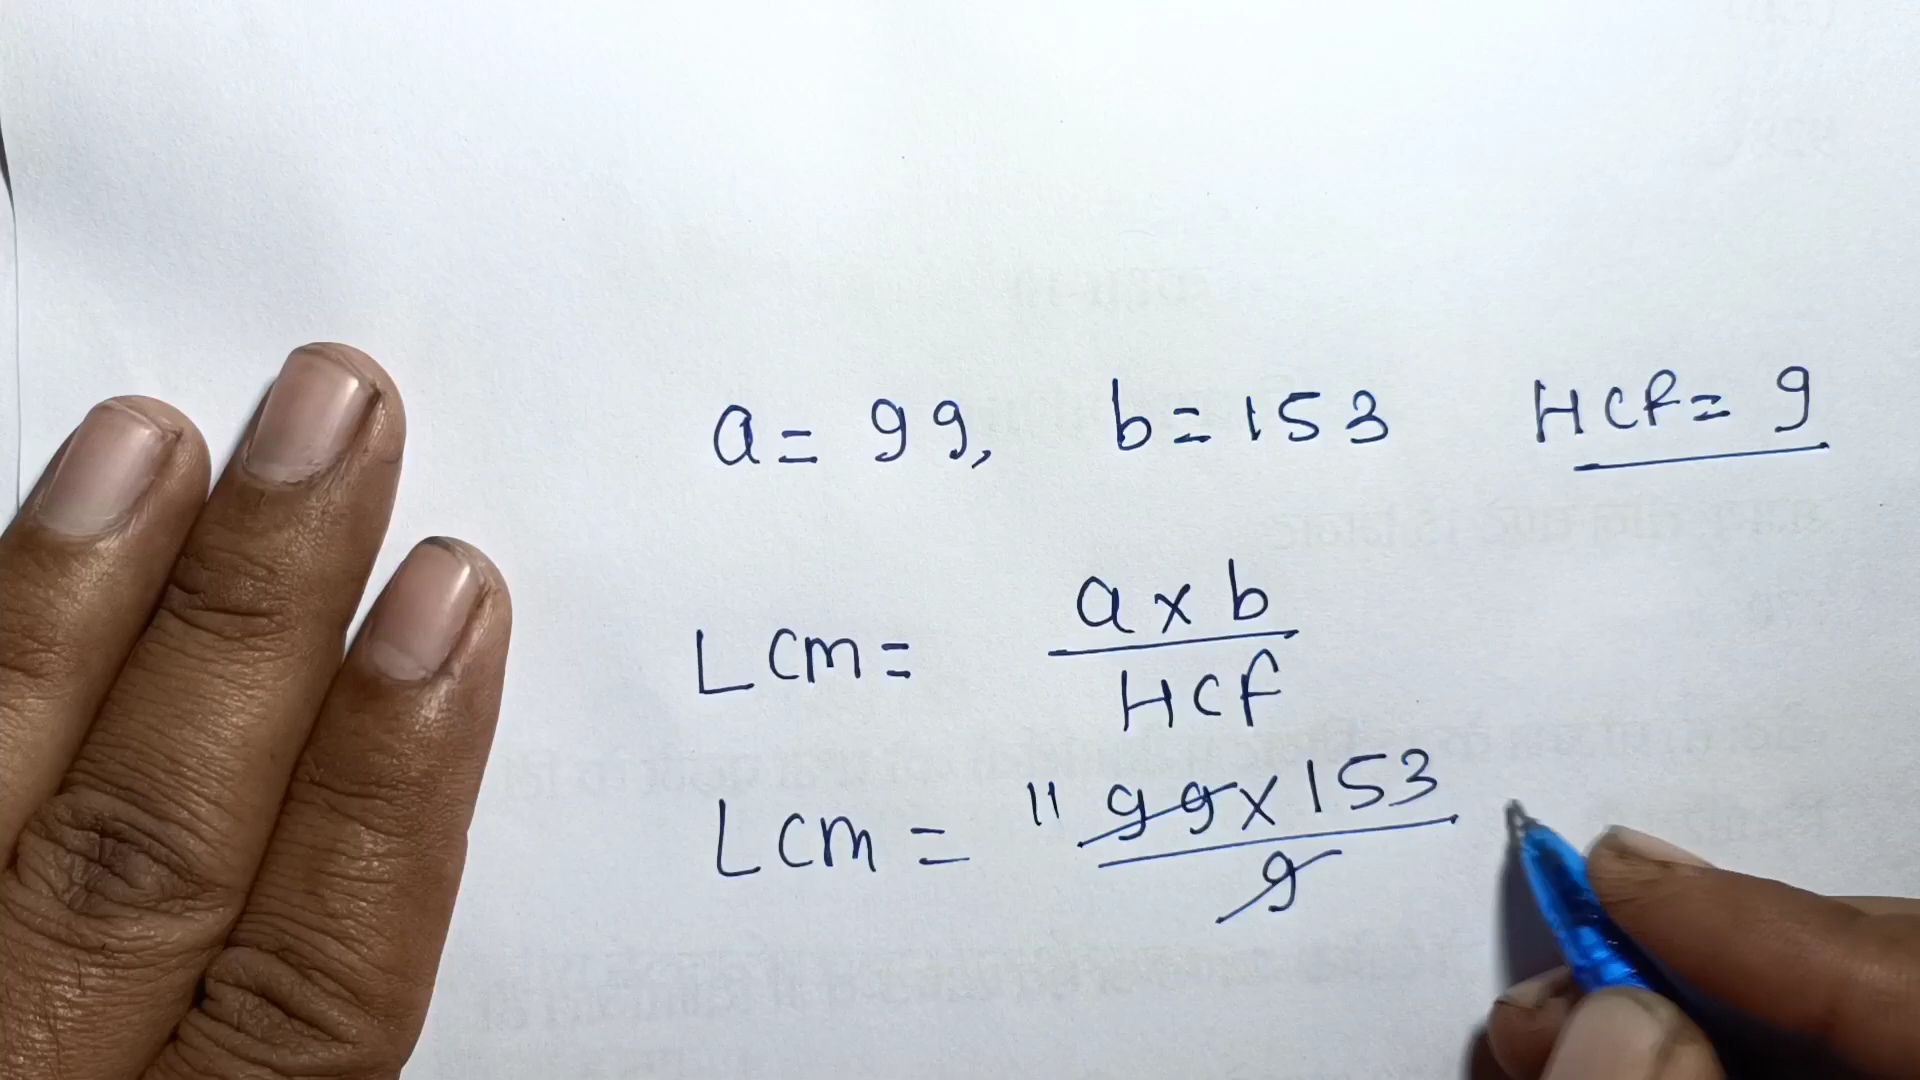 a = 99, b = 153 HCF = 9
a x b
LCM =
HCF
11 99 x 153
LCM =
9